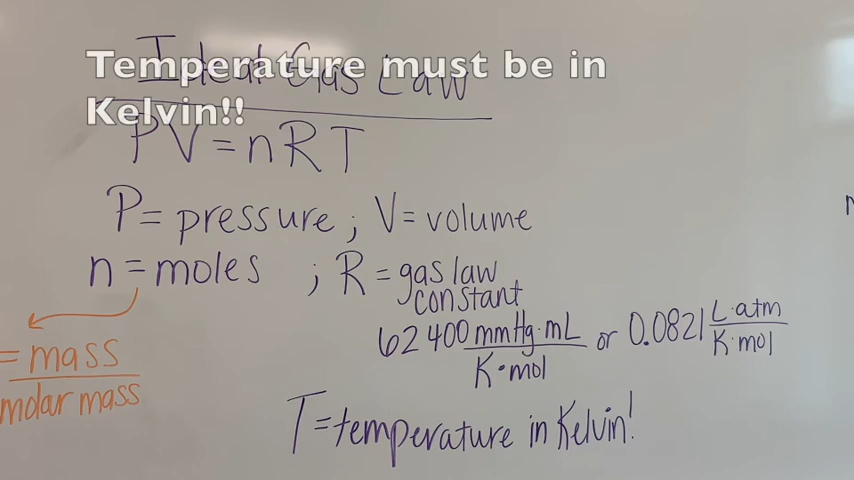 Temperature must be in
Kelvin!!
Ideal Gas Law
PV = nRT
P = pressure ; V = volume
n = moles ; R = gas law
constant
62 400 mmHg·mL / K·mol or 0.0821 L·atm / K·mol
= mass
molar mass
T = temperature in Kelvin!